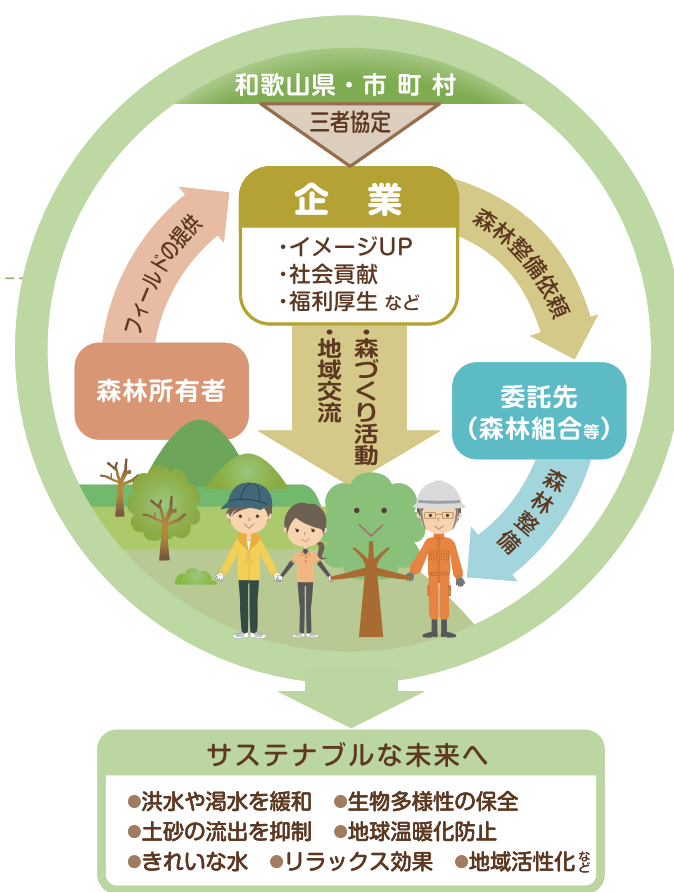 和歌山県・市町村
三者協定
企業
・イメージUP
・社会貢献
・福利厚生 など
フィールドの提供
森林整備依頼
・森づくり活動
・地域交流
森林所有者
委託先
（森林組合等）
森林整備
サステナブルな未来へ
●洪水や渇水を緩和 ●生物多様性の保全
●土砂の流出を抑制 ●地球温暖化防止
●きれいな水 ●リラックス効果 ●地域活性化など